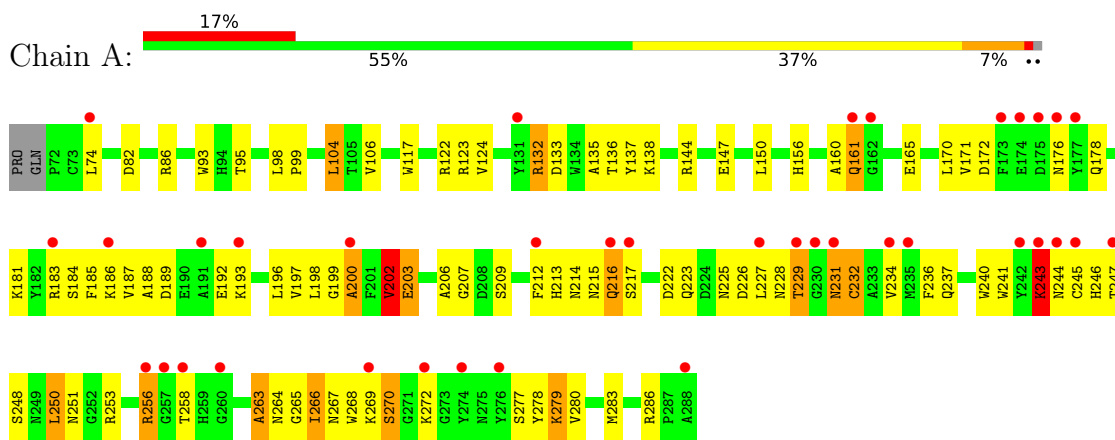 17%
Chain A:
55% 37% 7% ••
PRO GLN P72 C73 L74 D82 R86 W93 H94 T95 L98 P99 L104 T105 V106 W117 R122 R123 V124 Y131 R132 D133 W134 A135 T136 Y137 K138 R144 E147 L150 H156 A160 Q161 G162 E165 L170 V171 D172 F173 E174 D175 N176 Y177 Q178
K181 Y182 R183 S184 F185 K186 V187 A188 D189 E190 A191 E192 K193 L196 V197 L198 G199 A200 F201 V202 E203 A206 G207 D208 S209 F212 H213 N214 N215 Q216 S217 D222 Q223 D224 N225 D226 L227 N228 T229 G230 N231 C232 A233 V234 M235 F236 Q237 W240 W241 Y242 K243 N244 C245 H246 T247
S248 N249 L250 N251 G252 R253 R256 G257 T258 H259 G260 A263 N264 G265 I266 N267 W268 K269 S270 G271 K272 G273 Y274 N275 Y276 S277 Y278 K279 V280 M283 R286 P287 A288